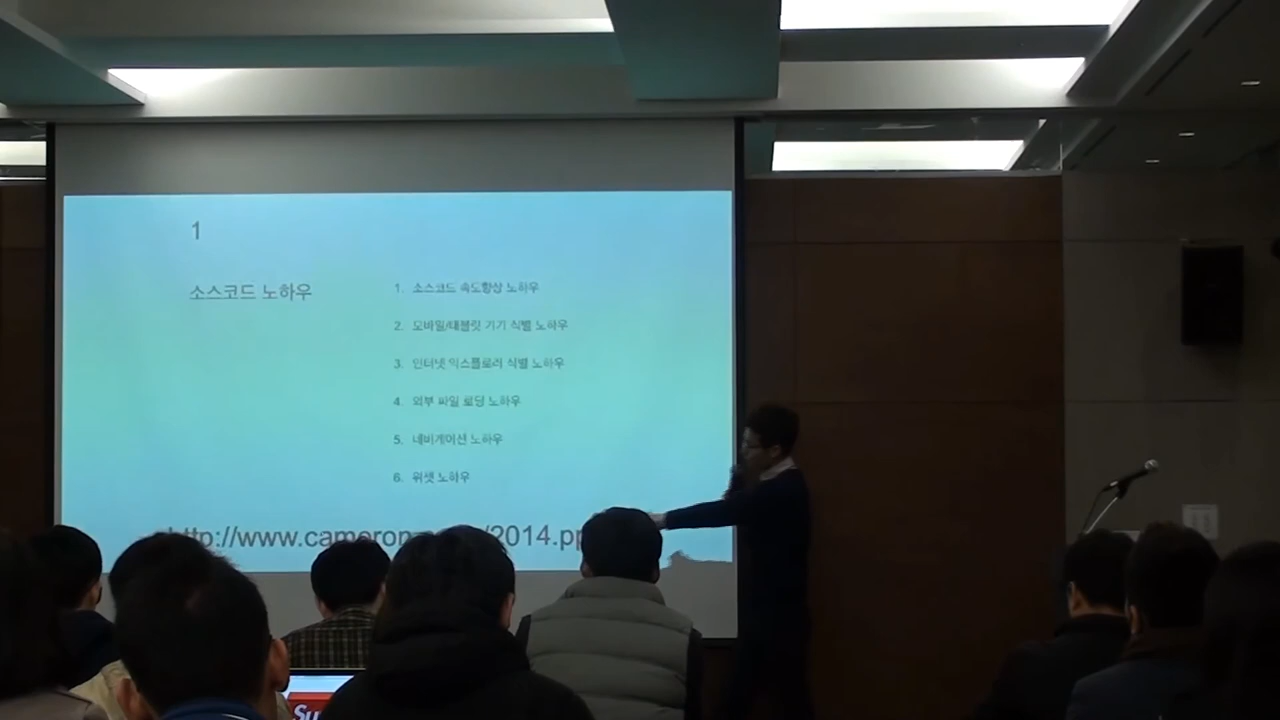 1
소스코드 노하우
1. 소스코드 속도향상 노하우
2. 모바일/태블릿 기기 식별 노하우
3. 인터넷 익스플로러 식별 노하우
4. 외부 파일 로딩 노하우
5. 네비게이션 노하우
6. 위젯 노하우